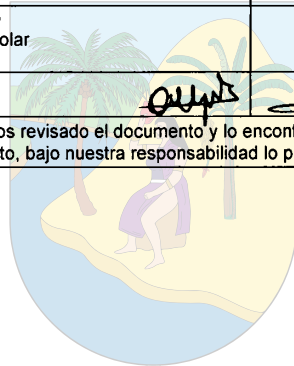 olar
os revisado el documento y lo encont
to, bajo nuestra responsabilidad lo p